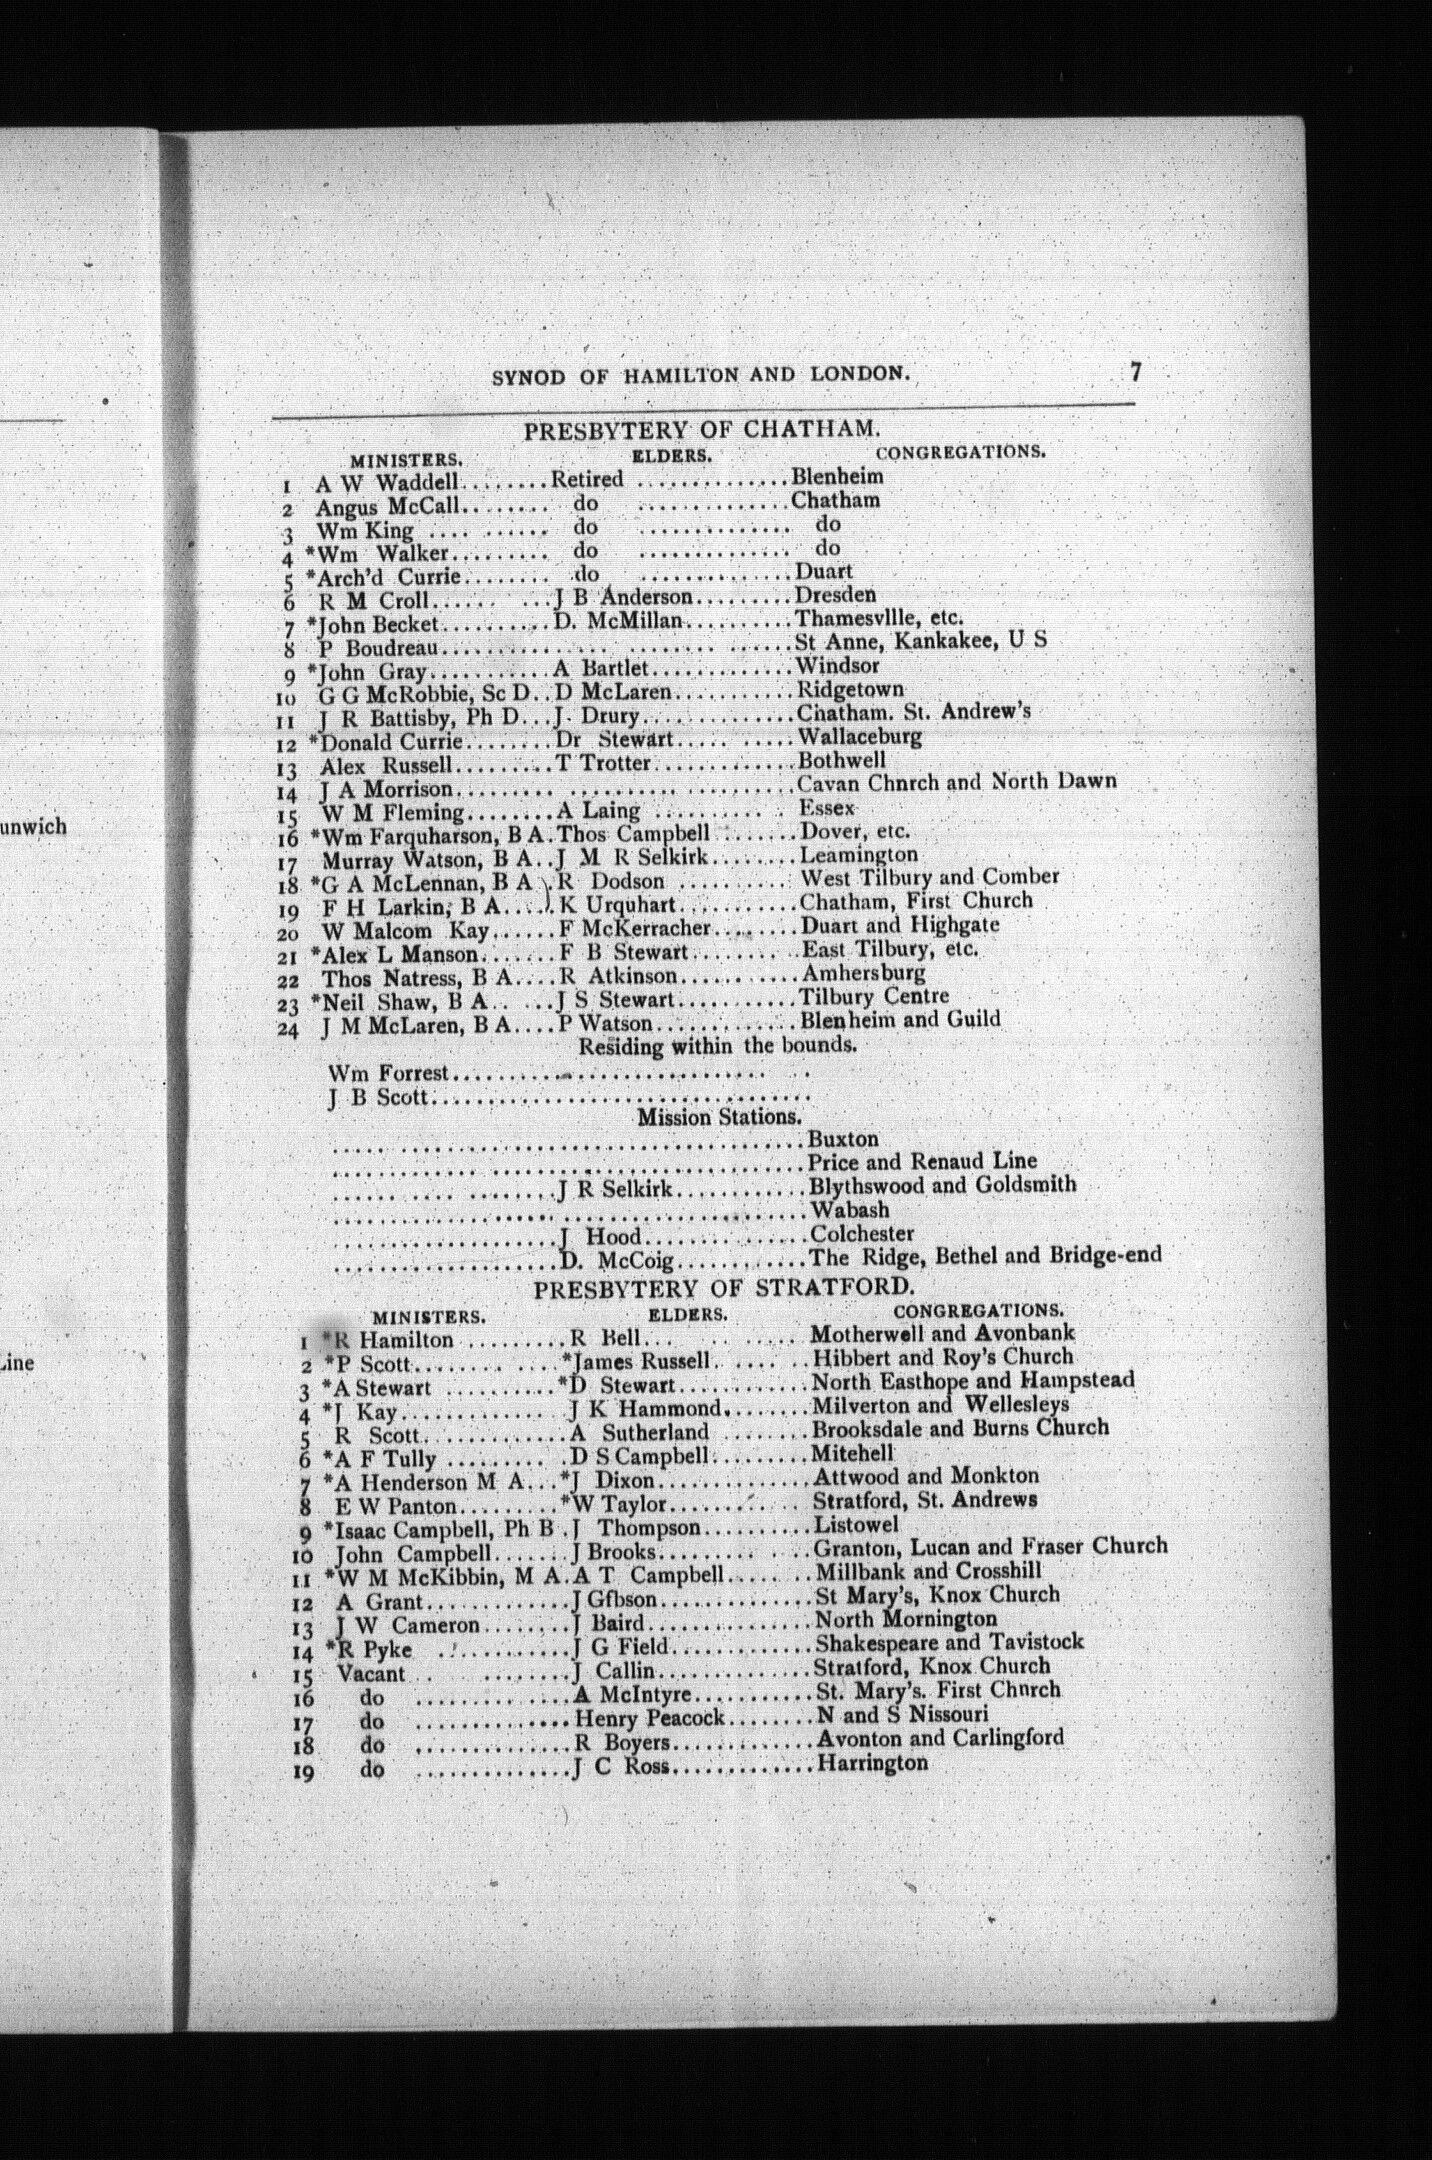 SYNOD OF HAMILTON AND LONDON. 7
PRESBYTERY OF CHATHAM.
MINISTERS. ELDERS. CONGREGATIONS.
1 A W Waddell........Retired .............Blenheim
2 Angus McCall........ do .............Chatham
3 Wm King .... ...... do .............. do
4 *Wm Walker......... do .............. do
5 *Arch'd Currie........ do ..............Duart
6 R M Croll...... ...J B Anderson.........Dresden
7 *John Becket..........D. McMillan..........Thamesvllle, etc.
8 P Boudreau............... ........ ......St Anne, Kankakee, U S
9 *John Gray...........A Bartlet.............Windsor
10 G G McRobbie, Sc D..D McLaren...........Ridgetown
11 J R Battisby, Ph D...J. Drury..............Chatham. St. Andrew's
12 *Donald Currie........Dr Stewart..... .....Wallaceburg
13 Alex Russell.........T Trotter.............Bothwell
14 J A Morrison......... ............ ..........Cavan Chnrch and North Dawn
15 W M Fleming........A Laing ........... . Essex
16 *Wm Farquharson, B A.Thos Campbell .......Dover, etc.
17 Murray Watson, B A..J M R Selkirk........Leamington
18 *G A McLennan, B A }.R Dodson .......... West Tilbury and Comber
19 F H Larkin, B A.....K Urquhart...........Chatham, First Church
20 W Malcom Kay......F McKerracher........Duart and Highgate
21 *Alex L Manson.......F B Stewart........ ..East Tilbury, etc.
22 Thos Natress, B A....R Atkinson...........Amhersburg
23 *Neil Shaw, B A.. ...J S Stewart...........Tilbury Centre
24 J M McLaren, B A....P Watson.............Blenheim and Guild
Residing within the bounds.
Wm Forrest............................ .
J B Scott..................................
Mission Stations.
..... ....................................Buxton
............. ............................Price and Renaud Line
...... .... ........J R Selkirk............Blythswood and Goldsmith
.................... ......................Wabash
....................J Hood...............Colchester
....................D. McCoig............The Ridge, Bethel and Bridge-end
PRESBYTERY OF STRATFORD.
MINISTERS. ELDERS. CONGREGATIONS.
1 *R Hamilton .........R Bell... .. ..... Motherwell and Avonbank
2 *P Scott........ ....*James Russell. ..... .. Hibbert and Roy's Church
3 *A Stewart ..........*D Stewart............North Easthope and Hampstead
4 *J Kay............. . J K Hammond........Milverton and Wellesleys
5 R Scott.............A Sutherland ........Brooksdale and Burns Church
6 *A F Tully ......... .D S Campbell.........Mitehell
7 *A Henderson M A...*J Dixon.............Attwood and Monkton
8 E W Panton.........*W Taylor......... . . Stratford, St. Andrews
9 *Isaac Campbell, Ph B .J Thompson..........Listowel
10 John Campbell.......J Brooks......... . ..Granton, Lucan and Fraser Church
11 *W M McKibbin, M A.A T Campbell...... ..Millbank and Crosshill
12 A Grant.............J Gfbson..............St Mary's, Knox Church
13 J W Cameron........J Baird...............North Mornington
14 *R Pyke ............J G Field.............Shakespeare and Tavistock
15 Vacant .. ........J Callin..............Stratford, Knox Church
16 do ..............A McIntyre...........St. Mary's. First Chnrch
17 do ..............Henry Peacock........N and S Nissouri
18 do ..............R Boyers.............Avonton and Carlingford
19 do ..............J C Ross.............Harrington
unwich
Line